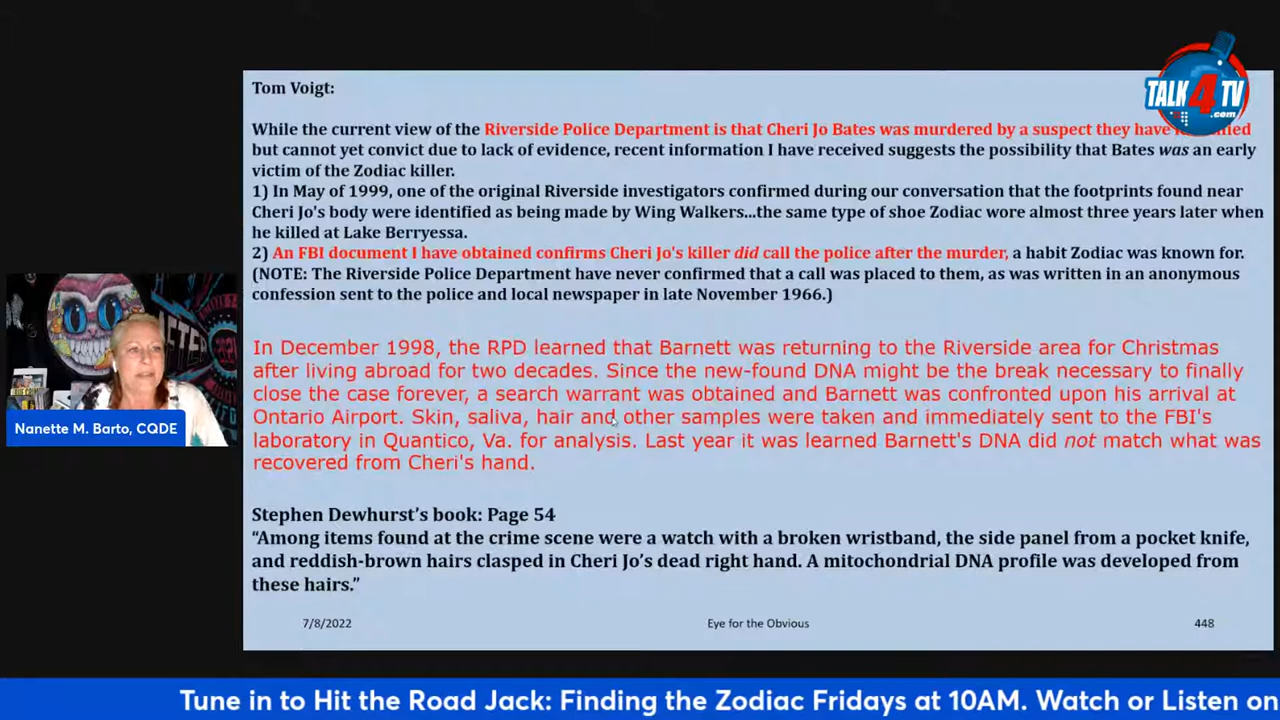 TALK 4 TV
.com
Tom Voigt:
While the current view of the Riverside Police Department is that Cheri Jo Bates was murdered by a suspect they have
but cannot yet convict due to lack of evidence, recent information I have received suggests the possibility that Bates was an early
victim of the Zodiac killer.
1) In May of 1999, one of the original Riverside investigators confirmed during our conversation that the footprints found near
Cheri Jo's body were identified as being made by Wing Walkers...the same type of shoe Zodiac wore almost three years later when
he killed at Lake Berryessa.
2) An FBI document I have obtained confirms Cheri Jo's killer did call the police after the murder, a habit Zodiac was known for.
(NOTE: The Riverside Police Department have never confirmed that a call was placed to them, as was written in an anonymous
confession sent to the police and local newspaper in late November 1966.)
In December 1998, the RPD learned that Barnett was returning to the Riverside area for Christmas
after living abroad for two decades. Since the new-found DNA might be the break necessary to finally
close the case forever, a search warrant was obtained and Barnett was confronted upon his arrival at
Ontario Airport. Skin, saliva, hair and other samples were taken and immediately sent to the FBI's
laboratory in Quantico, Va. for analysis. Last year it was learned Barnett's DNA did not match what was
recovered from Cheri's hand.
Stephen Dewhurst's book: Page 54
“Among items found at the crime scene were a watch with a broken wristband, the side panel from a pocket knife,
and reddish-brown hairs clasped in Cheri Jo’s dead right hand. A mitochondrial DNA profile was developed from
these hairs.”
7/8/2022 Eye for the Obvious 448
Nanette M. Barto, CQDE
Tune in to Hit the Road Jack: Finding the Zodiac Fridays at 10AM. Watch or Listen on